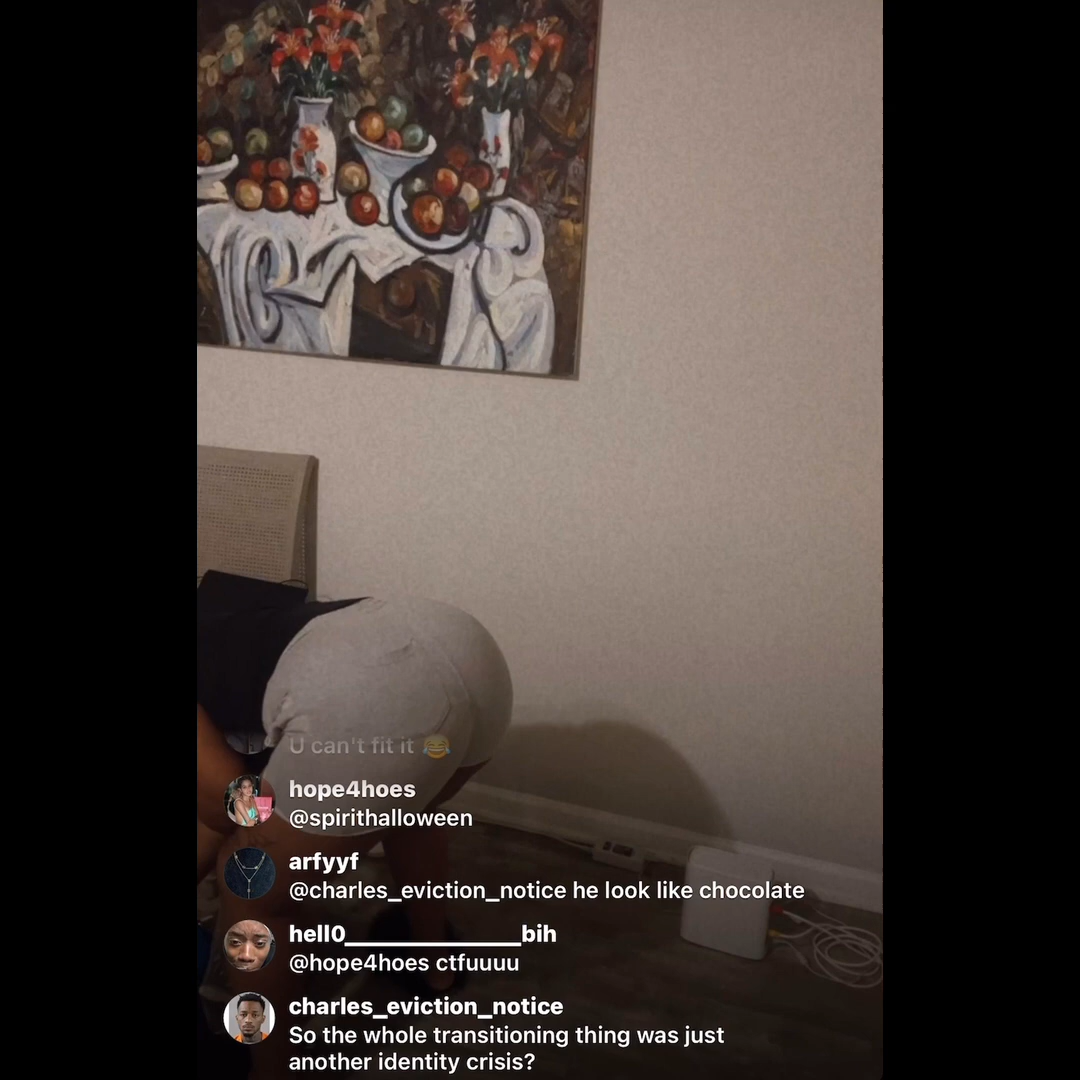 U can't fit it 😂
hope4hoes
@spirithalloween
arfyyf
@charles_eviction_notice he look like chocolate
hell0______________bih
@hope4hoes ctfuuuu
charles_eviction_notice
So the whole transitioning thing was just
another identity crisis?